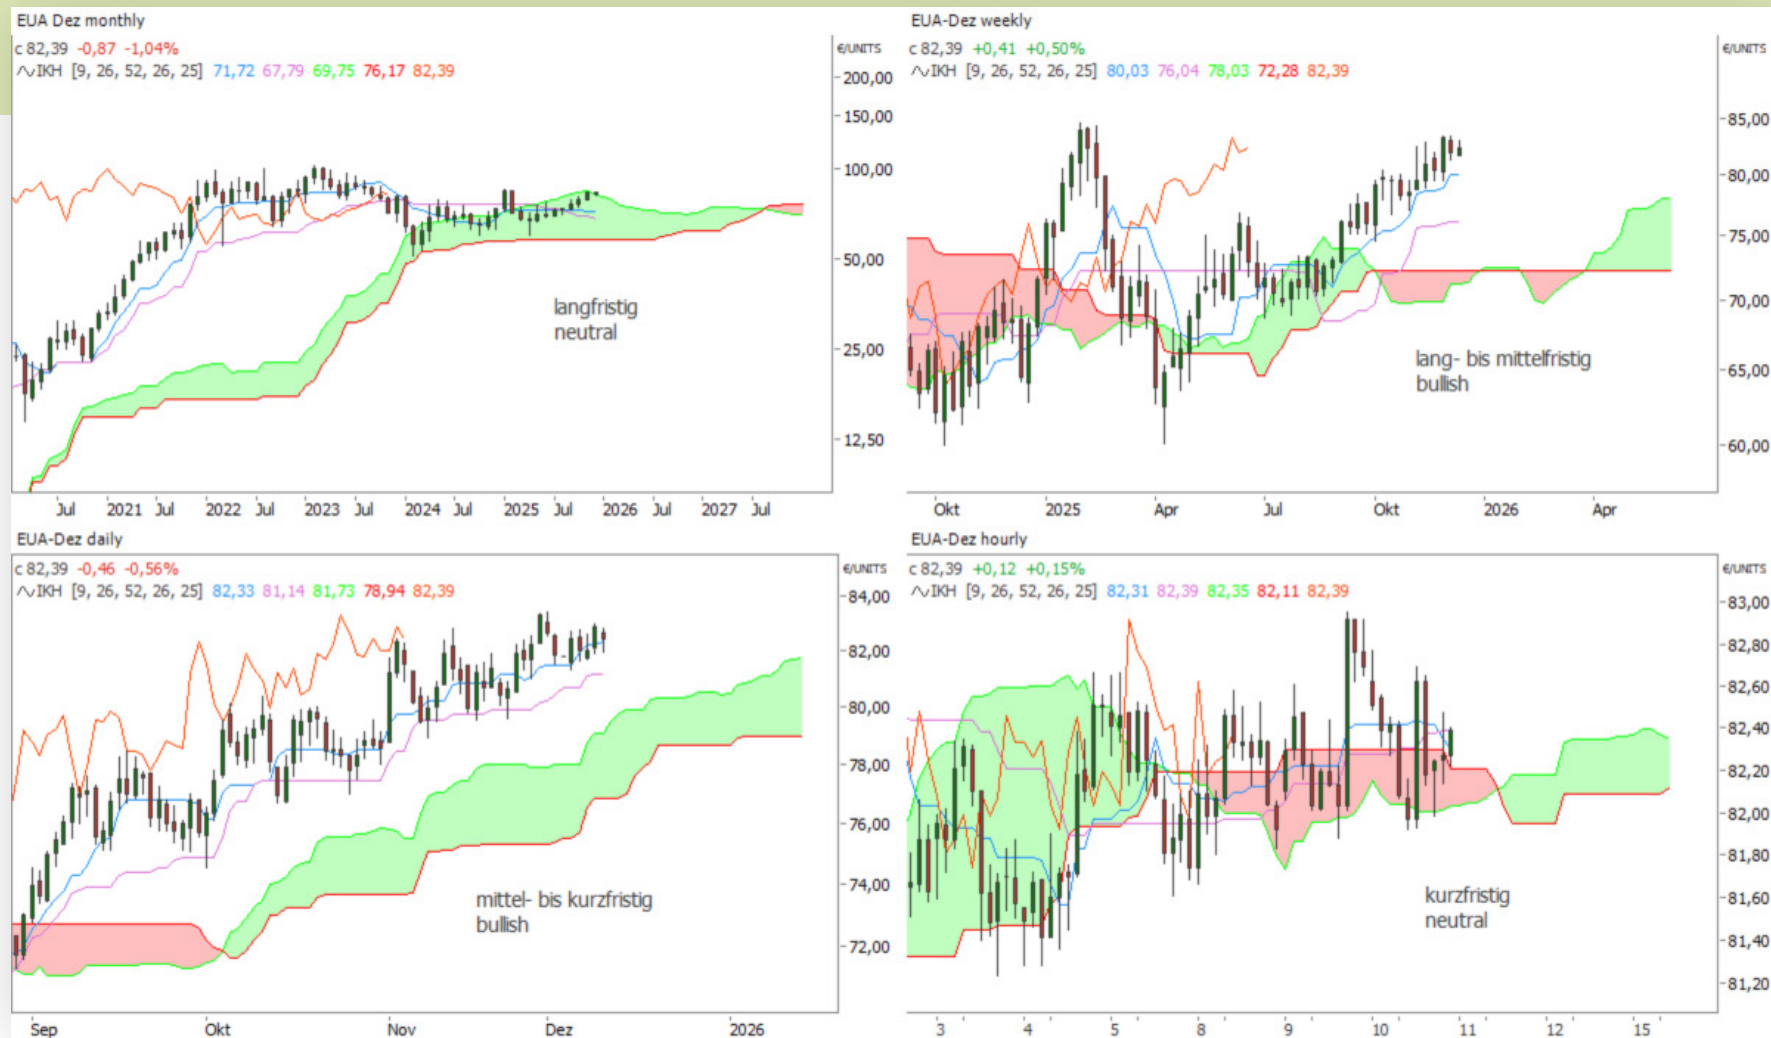 EUA Dez monthly
c 82,39 -0,87 -1,04%
IKH [9, 26, 52, 26, 25] 71,72 67,79 69,75 76,17 82,39
€/UNITS
200,00
150,00
100,00
50,00
25,00
12,50
langfristig
neutral
Jul 2021 Jul 2022 Jul 2023 Jul 2024 Jul 2025 Jul 2026 Jul 2027 Jul
EUA-Dez weekly
c 82,39 +0,41 +0,50%
IKH [9, 26, 52, 26, 25] 80,03 76,04 78,03 72,28 82,39
€/UNITS
85,00
80,00
75,00
70,00
65,00
60,00
lang- bis mittelfristig
bullish
Okt 2025 Apr Jul Okt 2026 Apr
EUA-Dez daily
c 82,39 -0,46 -0,56%
IKH [9, 26, 52, 26, 25] 82,33 81,14 81,73 78,94 82,39
€/UNITS
84,00
82,00
80,00
78,00
76,00
74,00
72,00
mittel- bis kurzfristig
bullish
Sep Okt Nov Dez 2026
EUA-Dez hourly
c 82,39 +0,12 +0,15%
IKH [9, 26, 52, 26, 25] 82,31 82,39 82,35 82,11 82,39
€/UNITS
83,00
82,80
82,60
82,40
82,20
82,00
81,80
81,60
81,40
81,20
kurzfristig
neutral
3 4 5 8 9 10 11 12 15